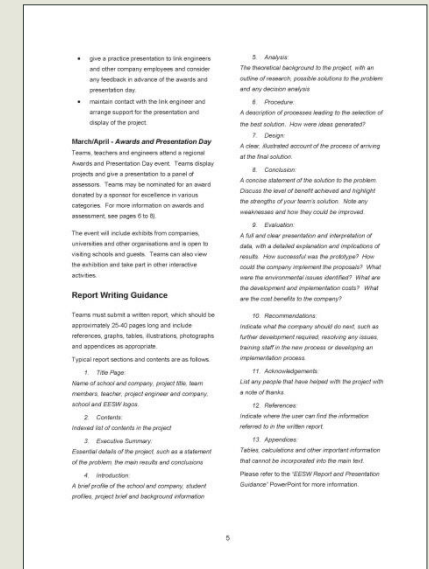 • give a practice presentation to link engineers
and other company employees and consider
any feedback in advance of the awards and
presentation day.
• maintain contact with the link engineer and
arrange support for the presentation and
display of the project.
March/April - Awards and Presentation Day
Teams, teachers and engineers attend a regional
Awards and Presentation Day event. Teams display
projects and give a presentation to a panel of
assessors. Teams may be nominated for an award
donated by a sponsor for excellence in various
categories. For more information on awards and
assessment, see pages 6 to 8).
The event will include exhibits from companies,
universities and other organisations and is open to
visiting schools and guests. Teams can also view
the exhibition and take part in other interactive
activities.
Report Writing Guidance
Teams must submit a written report, which should be
approximately 25-40 pages long and include
references, graphs, tables, illustrations, photographs
and appendices as appropriate.
Typical report sections and contents are as follows.
1. Title Page:
Name of school and company, project title, team
members, teacher, project engineer and company,
school and EESW logos.
2. Contents:
Indexed list of contents in the project
3. Executive Summary:
Essential details of the project, such as a statement
of the problem, the main results and conclusions
4. Introduction:
A brief profile of the school and company, student
profiles, project brief and background information
5. Analysis:
The theoretical background to the project, with an
outline of research, possible solutions to the problem
and any decision analysis
6. Procedure:
A description of processes leading to the selection of
the best solution. How were ideas generated?
7. Design:
A clear, illustrated account of the process of arriving
at the final solution.
8. Conclusion:
A concise statement of the solution to the problem.
Discuss the level of benefit achieved and highlight
the strengths of your team's solution. Note any
weaknesses and how they could be improved.
9. Evaluation:
A full and clear presentation and interpretation of
data, with a detailed explanation and implications of
results. How successful was the prototype? How
could the company implement the proposals? What
were the environmental issues identified? What are
the development and implementation costs? What
are the cost benefits to the company?
10. Recommendations:
Indicate what the company should do next, such as
further development required, resolving any issues,
training staff in the new process or developing an
implementation process.
11. Acknowledgements:
List any people that have helped with the project with
a note of thanks.
12. References:
Indicate where the user can find the information
referred to in the written report.
13. Appendices:
Tables, calculations and other important information
that cannot be incorporated into the main text.
Please refer to the "EESW Report and Presentation
Guidance" PowerPoint for more information.
5